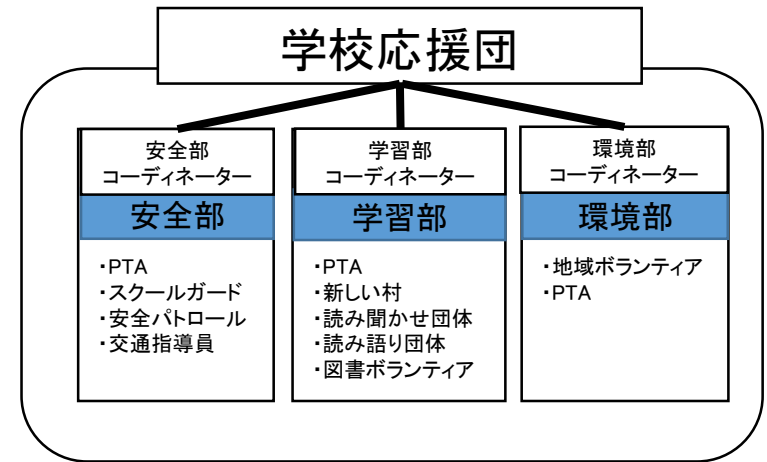 学校応援団
安全部
コーディネーター
安全部
・PTA
・スクールガード
・安全パトロール
・交通指導員
学習部
コーディネーター
学習部
・PTA
・新しい村
・読み聞かせ団体
・読み語り団体
・図書ボランティア
環境部
コーディネーター
環境部
・地域ボランティア
・PTA